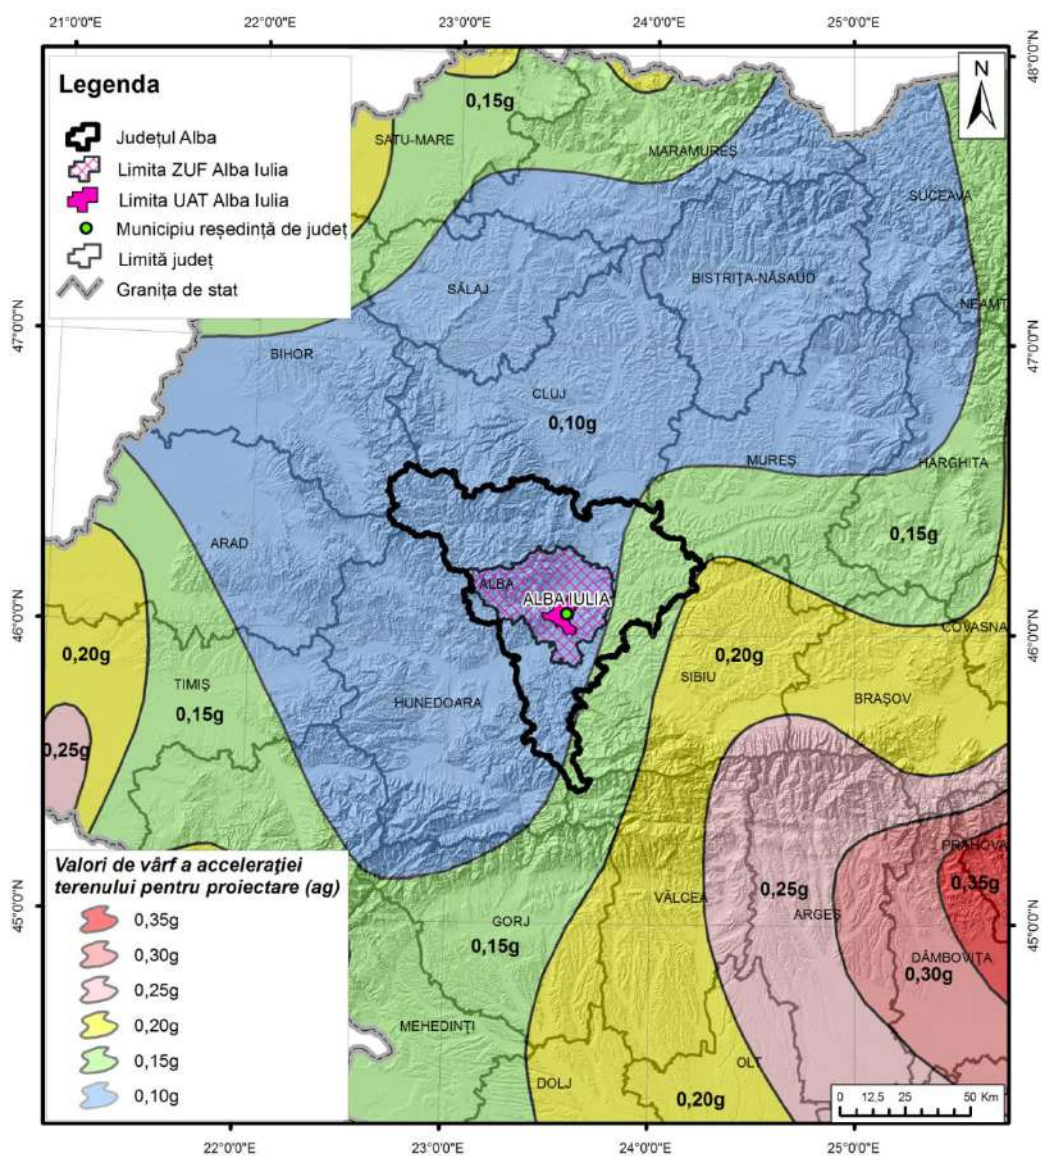 21°0'0"E 22°0'0"E 23°0'0"E 24°0'0"E 25°0'0"E
48°0'0"N
N
Legenda
Județul Alba
Limita ZUF Alba Iulia
Limita UAT Alba Iulia
Municipiu reședință de județ
Limită județ
Granița de stat
0,15g
SATU-MARE
MARAMUREȘ
SUCEAVA
BISTRIȚA-NĂSAUD
SĂLAJ
NEAMȚ
47°0'0"N
47°0'0"N
BIHOR
CLUJ
0,10g
MUREȘ
HARGHITA
0,15g
ARAD
ALBA
ALBA IULIA
46°0'0"N
46°0'0"N
COVASNA
0,20g
0,20g
SIBIU
TIMIȘ
BRAȘOV
HUNEDOARA
0,15g
0,25g
PRAHOVA
Valori de vârf a accelerației
terenului pentru proiectare (ag)
0,35g
0,30g
0,25g
0,20g
0,15g
0,10g
0,35g
0,25g
VÂLCEA
ARGEȘ
45°0'0"N
45°0'0"N
GORJ
0,15g
DÂMBOVIȚA
0,30g
MEHEDINȚI
OLT
DOLJ
0,20g
0 12,5 25 50 Km
22°0'0"E 23°0'0"E 24°0'0"E 25°0'0"E